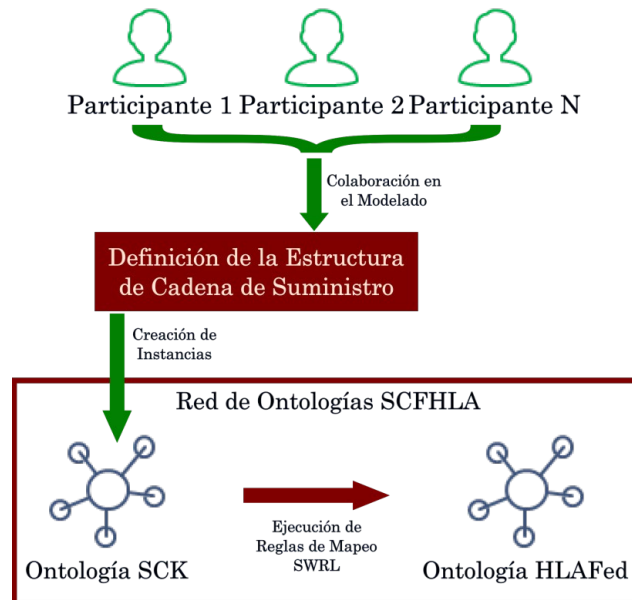 Participante 1 Participante 2 Participante N
Colaboración en
el Modelado
Definición de la Estructura
de Cadena de Suministro
Creación de
Instancias
Red de Ontologías SCFHLA
Ejecución de
Reglas de Mapeo
SWRL
Ontología SCK
Ontología HLAFed